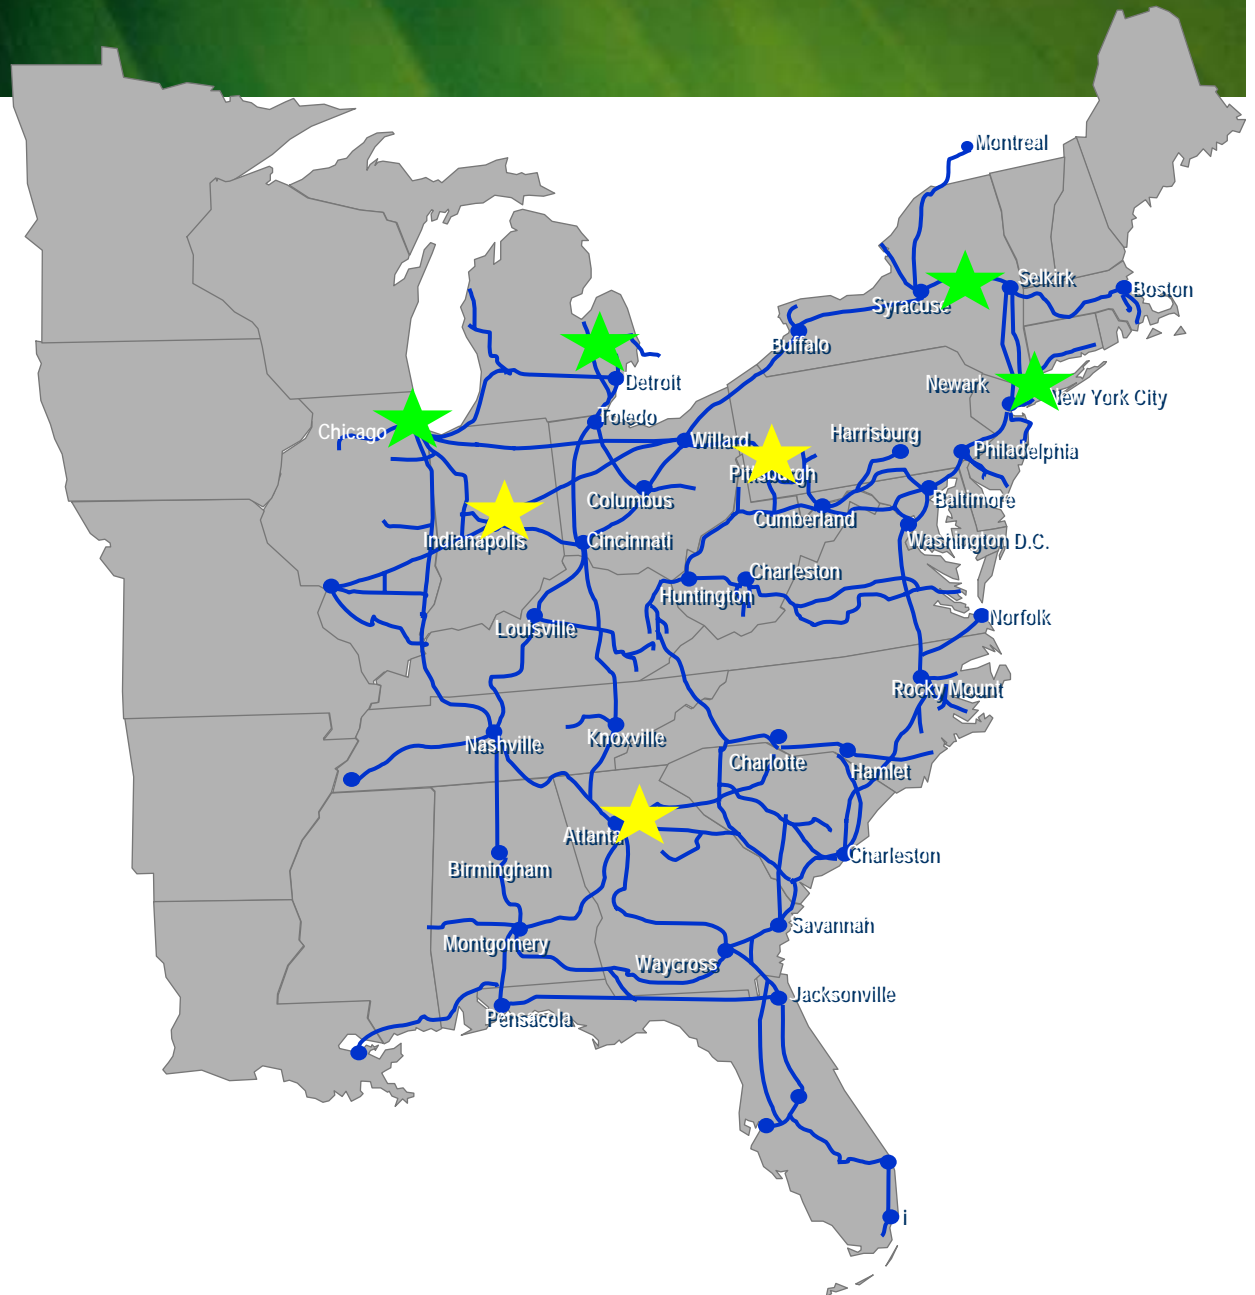 Montreal
Selkirk
Boston
Syracuse
Buffalo
Detroit
Newark
New York City
Toledo
Chicago
Willard
Harrisburg
Philadelphia
Pittsburgh
Columbus
Baltimore
Cumberland
Indianapolis
Cincinnati
Washington D.C.
Charleston
Huntington
Norfolk
Louisville
Rocky Mount
Nashville
Knoxville
Charlotte
Hamlet
Atlanta
Charleston
Birmingham
Savannah
Montgomery
Waycross
Jacksonville
Pensacola
i